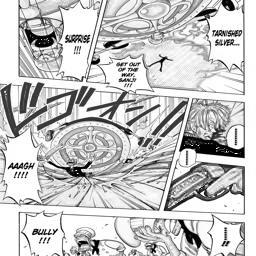 TARNISHED
SILVER...
SURPRISE
!!!
GET OUT
OF THE
WAY,
SANJI!!!
AAAGH
!!!!
BULLY
!!!